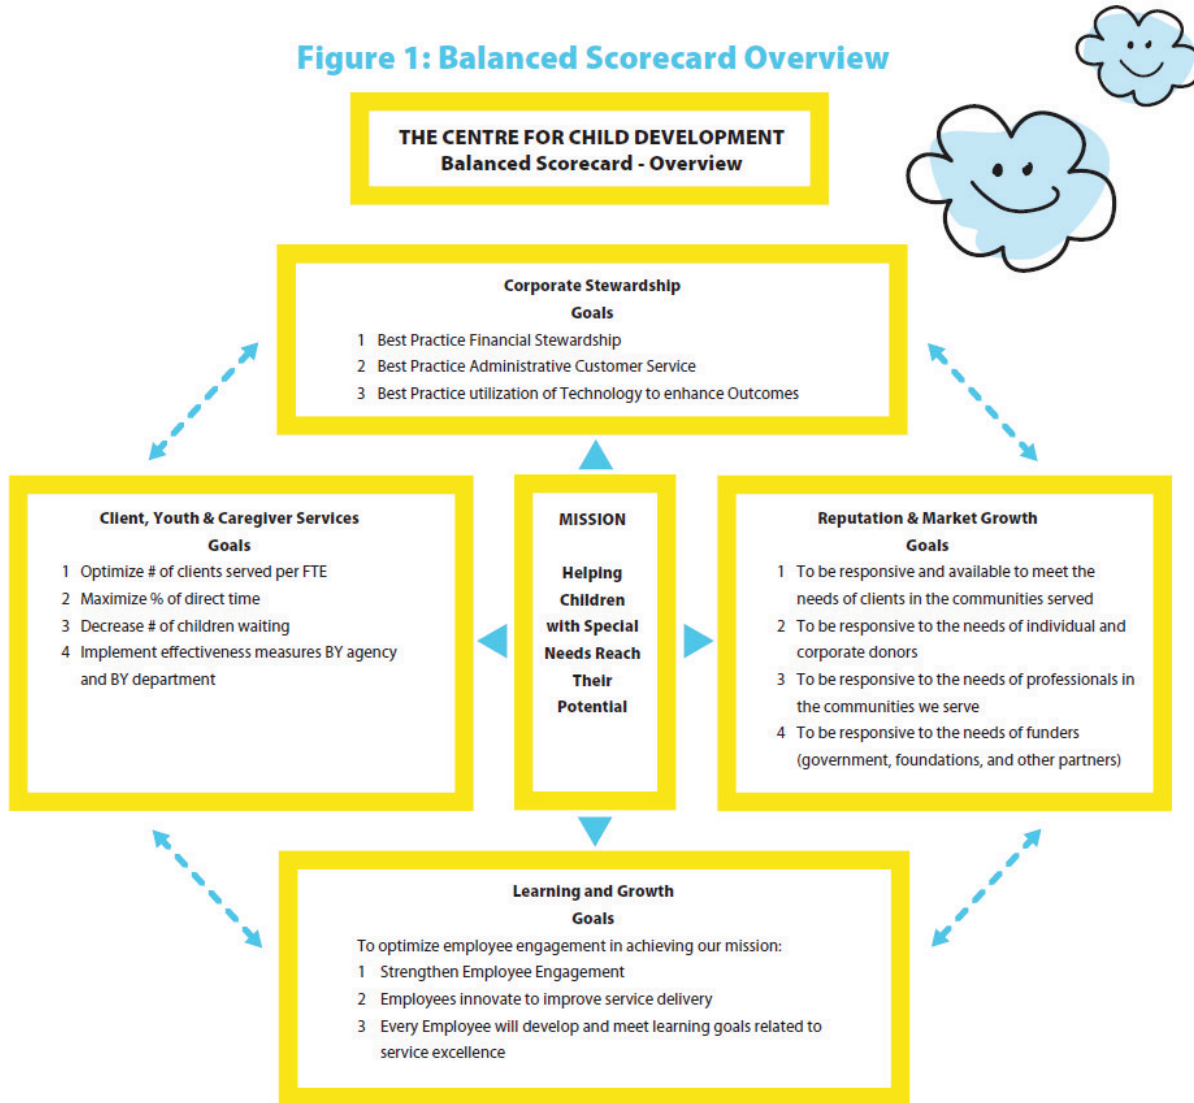 Figure 1: Balanced Scorecard Overview
THE CENTRE FOR CHILD DEVELOPMENT
Balanced Scorecard - Overview
Corporate Stewardship
Goals
1 Best Practice Financial Stewardship
2 Best Practice Administrative Customer Service
3 Best Practice utilization of Technology to enhance Outcomes
Client, Youth & Caregiver Services
Goals
1 Optimize # of clients served per FTE
2 Maximize % of direct time
3 Decrease # of children waiting
4 Implement effectiveness measures BY agency
and BY department
MISSION
Helping
Children
with Special
Needs Reach
Their
Potential
Reputation & Market Growth
Goals
1 To be responsive and available to meet the
needs of clients in the communities served
2 To be responsive to the needs of individual and
corporate donors
3 To be responsive to the needs of professionals in
the communities we serve
4 To be responsive to the needs of funders
(government, foundations, and other partners)
Learning and Growth
Goals
To optimize employee engagement in achieving our mission:
1 Strengthen Employee Engagement
2 Employees innovate to improve service delivery
3 Every Employee will develop and meet learning goals related to
service excellence